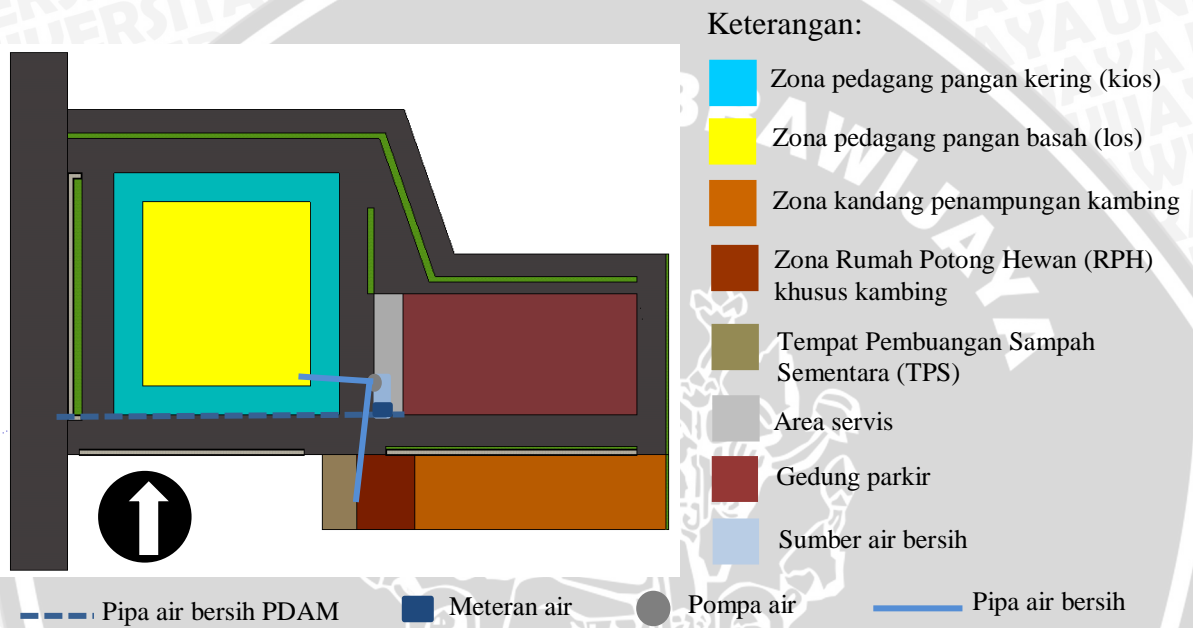 Keterangan:
Zona pedagang pangan kering (kios)
Zona pedagang pangan basah (los)
Zona kandang penampungan kambing
Zona Rumah Potong Hewan (RPH)
khusus kambing
Tempat Pembuangan Sampah
Sementara (TPS)
Area servis
Gedung parkir
Sumber air bersih
Pipa air bersih PDAM
Meteran air
Pompa air
Pipa air bersih
BRAWIJAYA